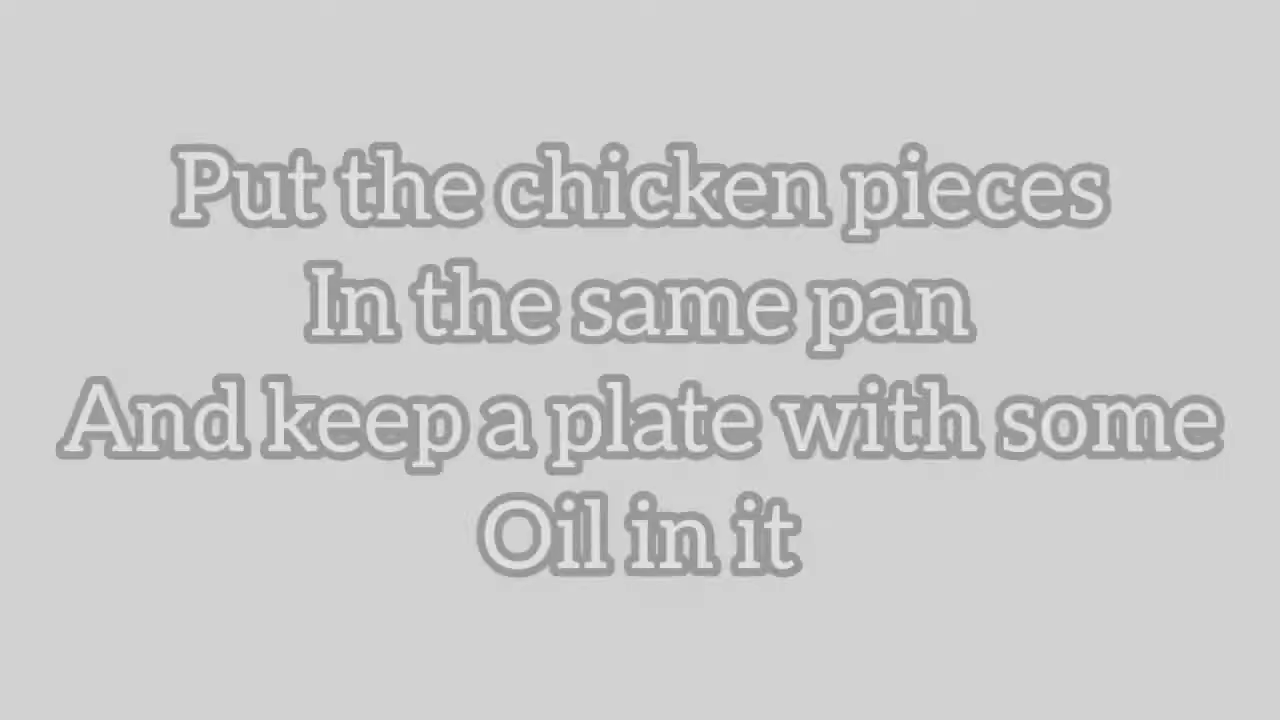 Put the chicken pieces
In the same pan
And keep a plate with some
Oil in it